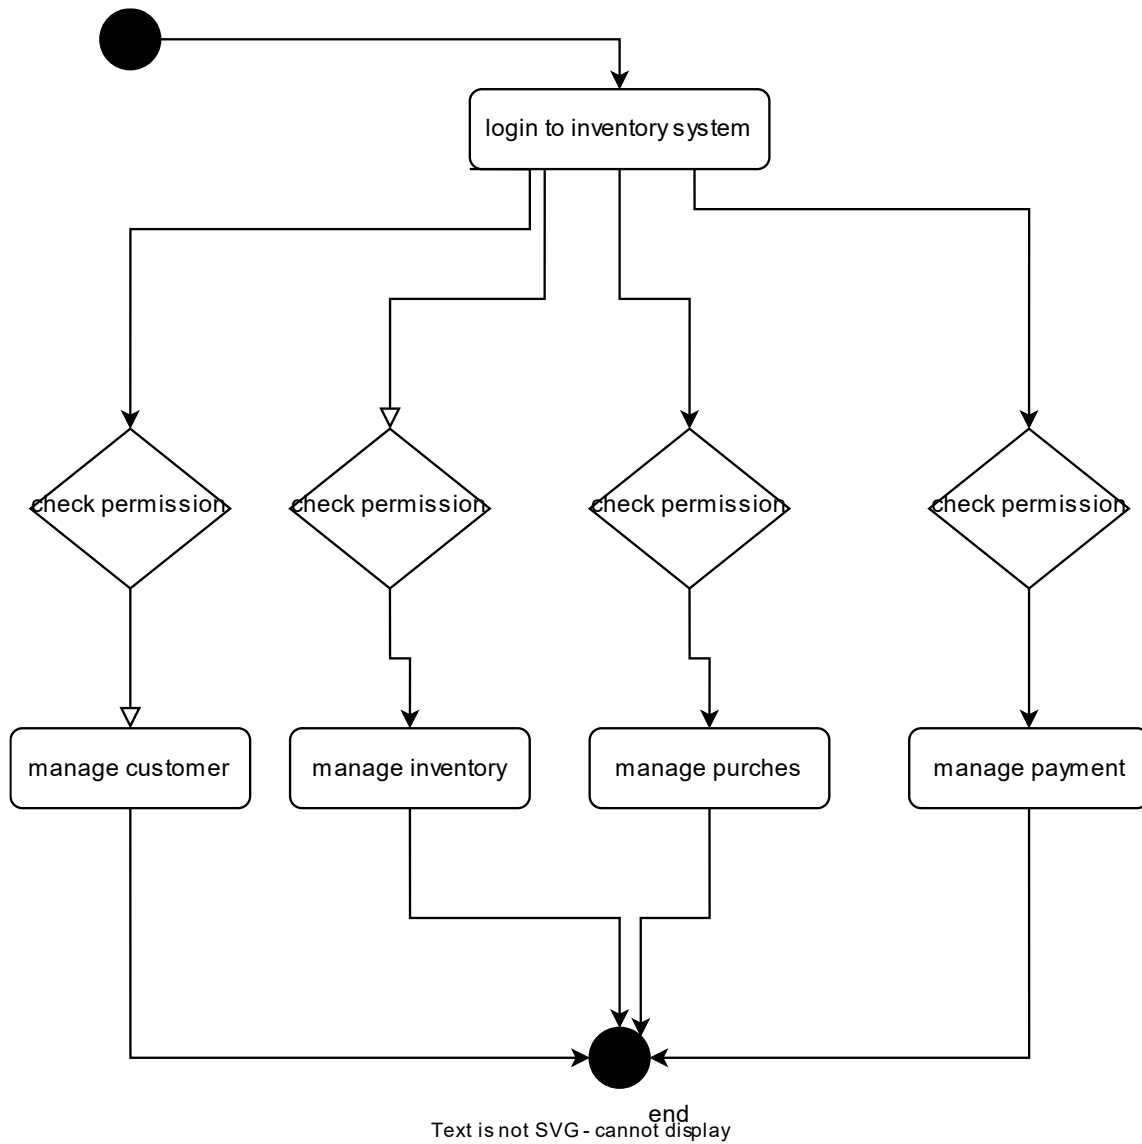 login to inventory system
check permission
check permission
check permission
check permission
manage customer
manage inventory
manage purches
manage payment
end
Text is not SVG - cannot display